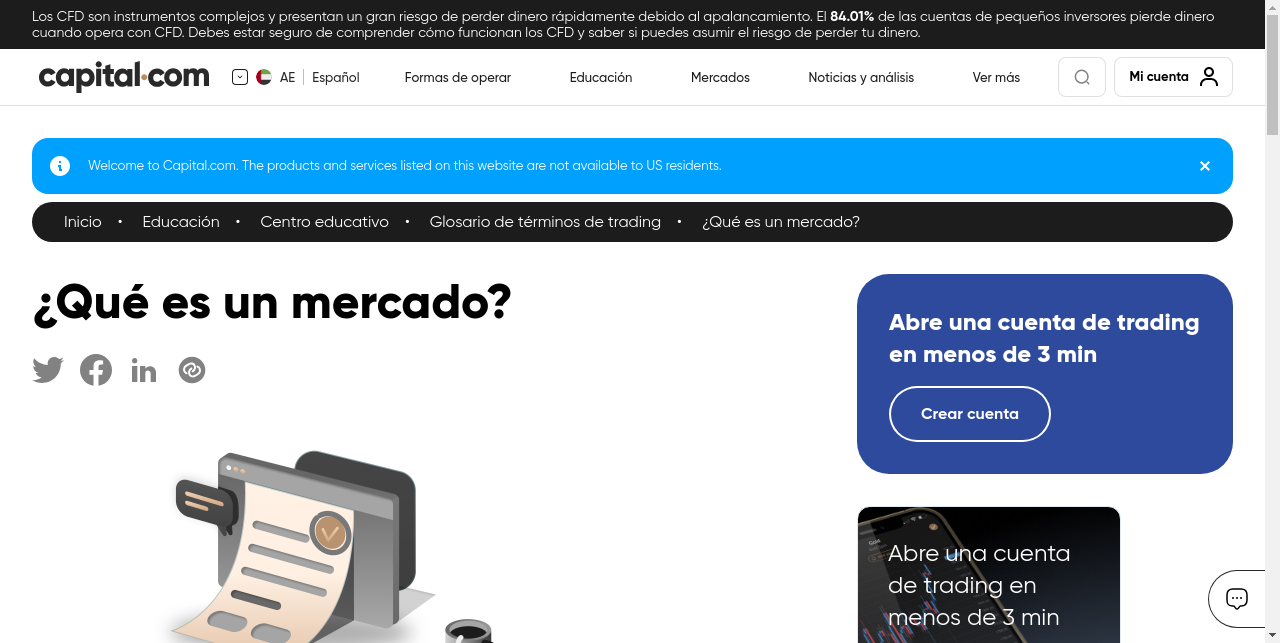 Los CFD son instrumentos complejos y presentan un gran riesgo de perder dinero rápidamente debido al apalancamiento. El 84.01% de las cuentas de pequeños inversores pierde dinero
cuando opera con CFD. Debes estar seguro de comprender cómo funcionan los CFD y saber si puedes asumir el riesgo de perder tu dinero.
capital.com AE Español Formas de operar Educación Mercados Noticias y análisis Ver más Mi cuenta
Welcome to Capital.com. The products and services listed on this website are not available to US residents.
Inicio • Educación • Centro educativo • Glosario de términos de trading • ¿Qué es un mercado?
¿Qué es un mercado?
Abre una cuenta de trading
en menos de 3 min
Crear cuenta
Abre una cuenta
de trading en
menos de 3 min